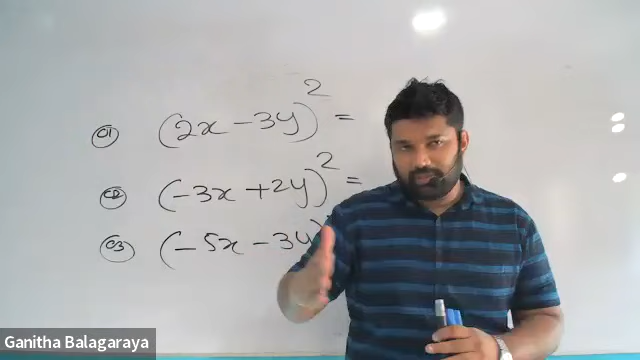 01 (2x - 3y)² =
02 (-3x + 2y)² =
03 (-5x - 3y)
Ganitha Balagaraya